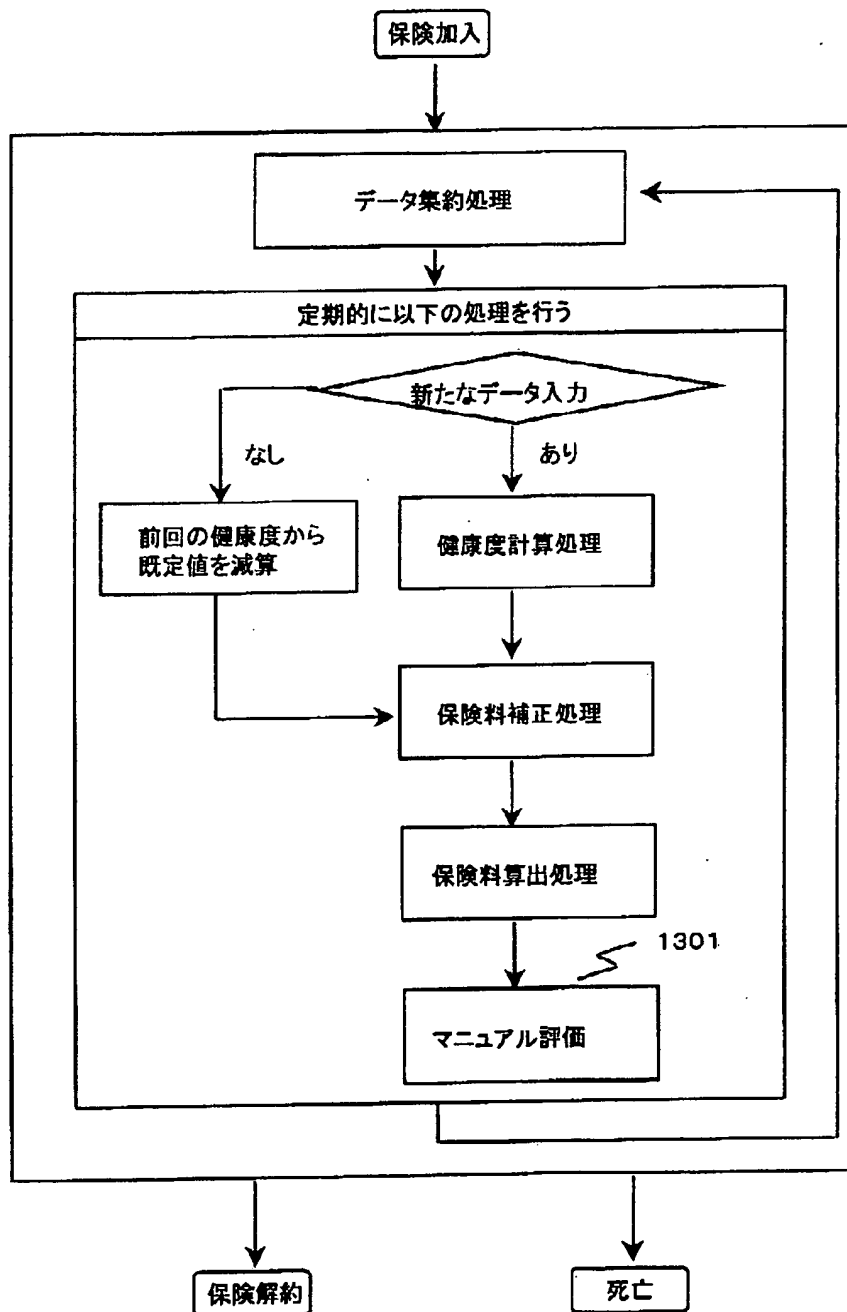 保険加入
データ集約処理
定期的に以下の処理を行う
新たなデータ入力
なし
あり
前回の健康度から
既定値を減算
健康度計算処理
保険料補正処理
保険料算出処理
1301
マニュアル評価
保険解約
死亡